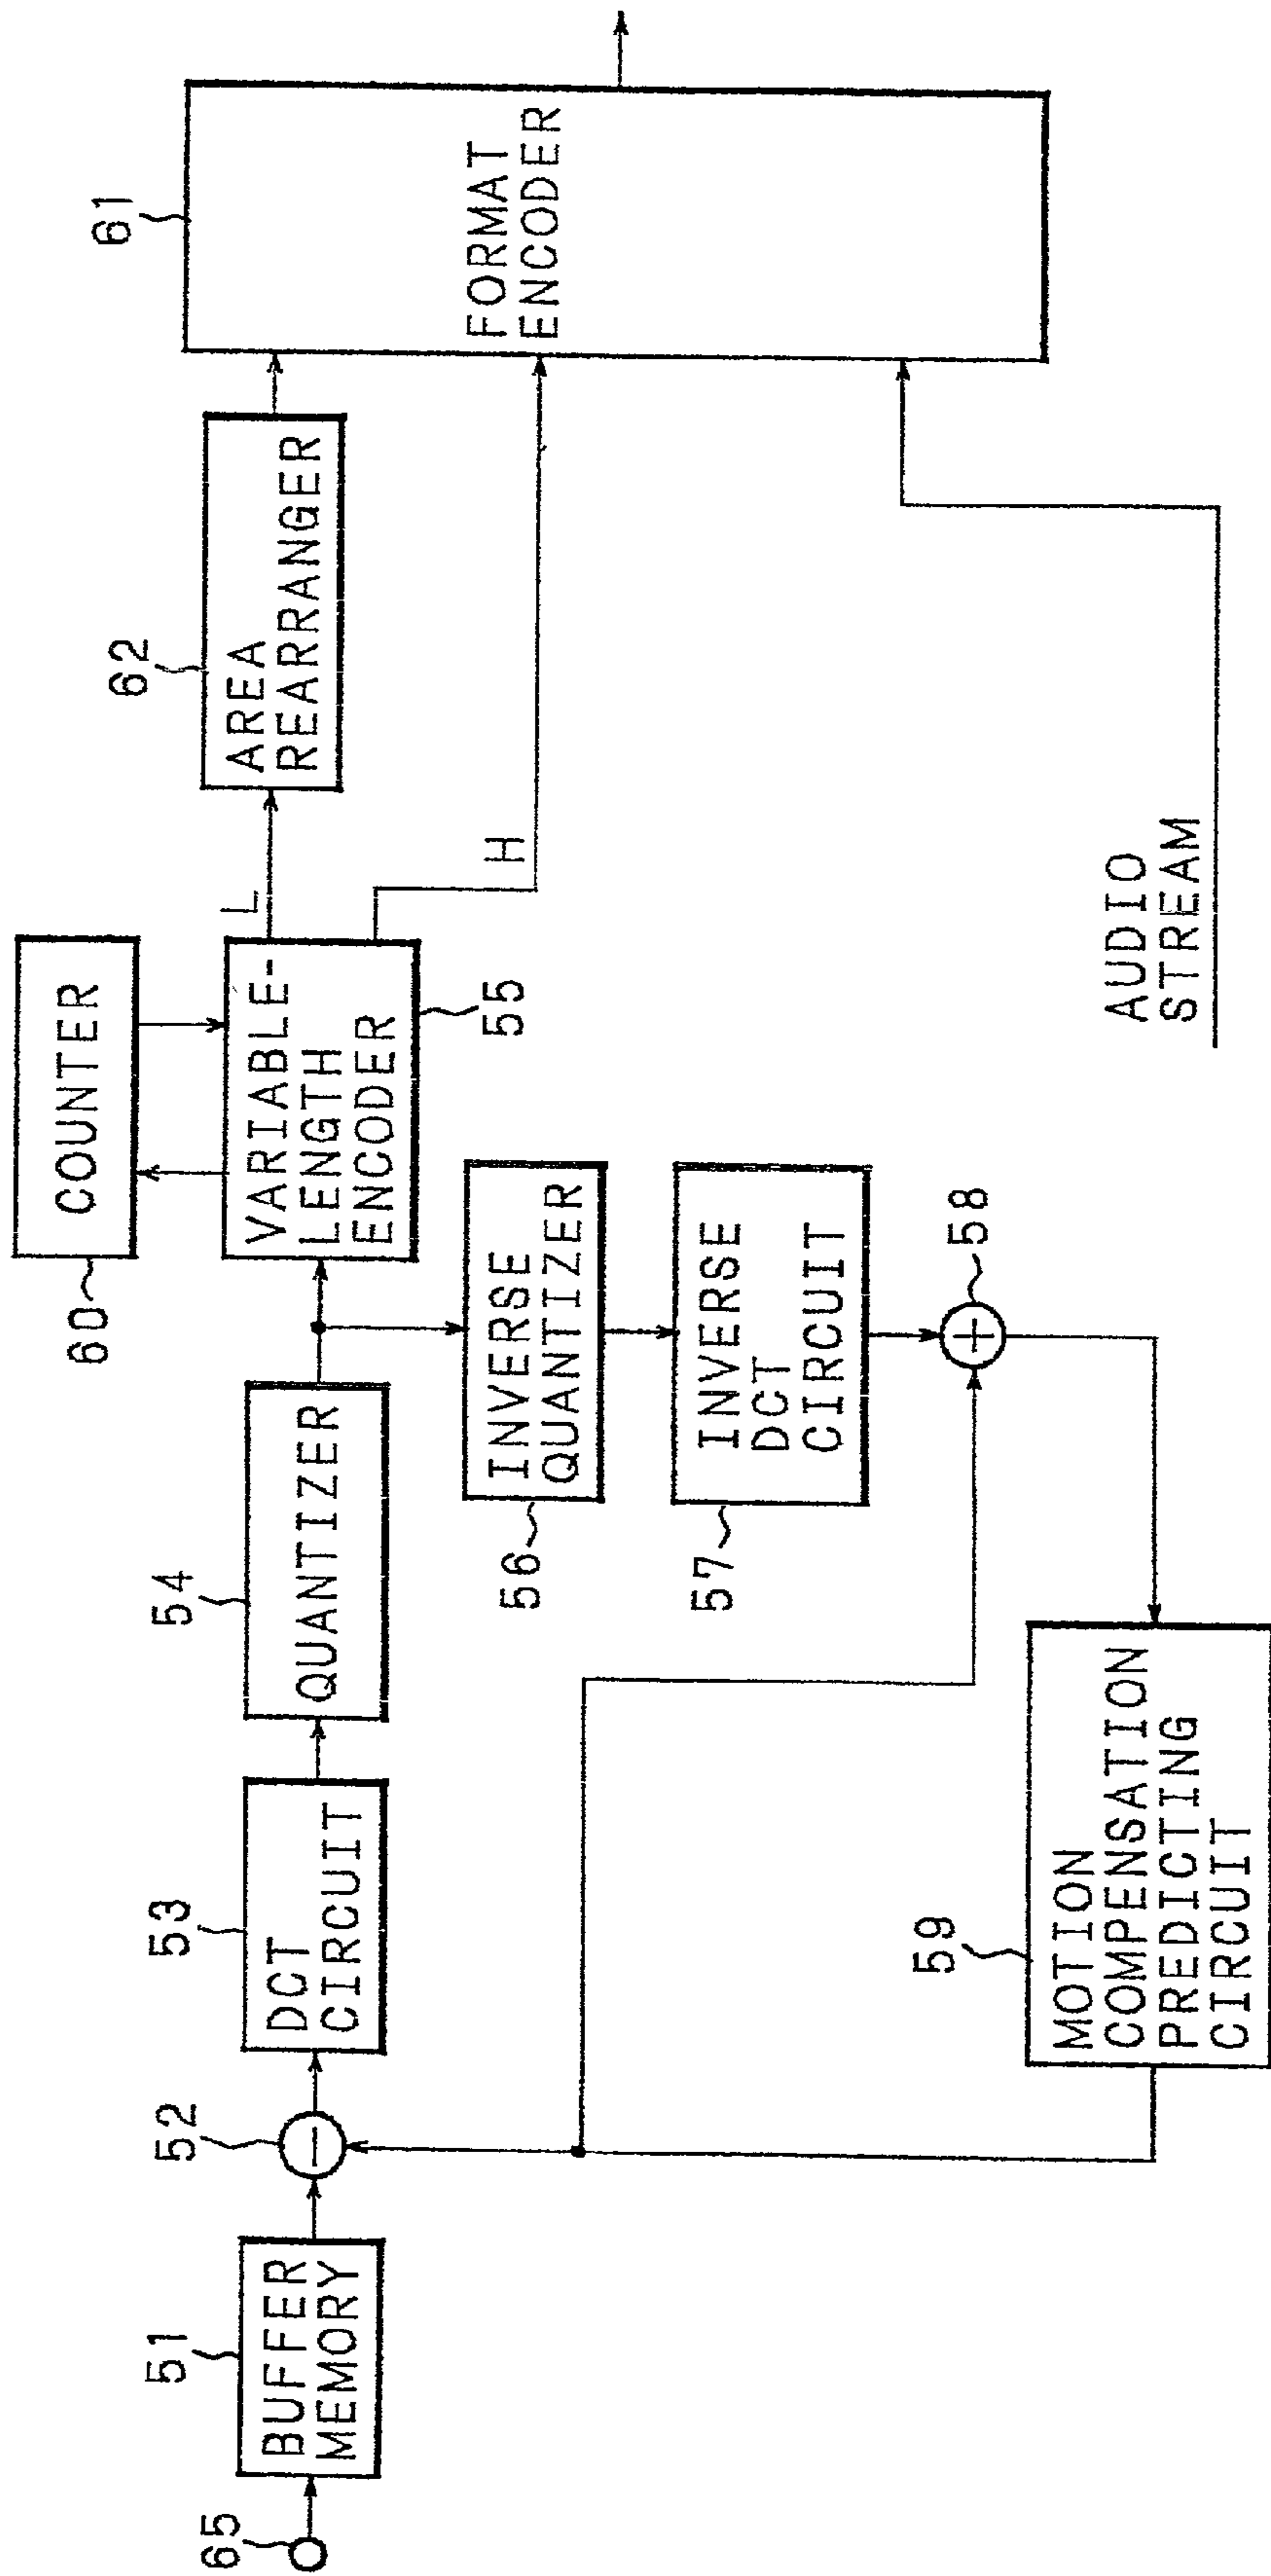 65
51
BUFFER
MEMORY
52
53
DCT
CIRCUIT
54
QUANTIZER
60
COUNTER
VARIABLE-
LENGTH
ENCODER
55
L
H
62
AREA
REARRANGER
61
FORMAT
ENCODER
56
INVERSE
QUANTIZER
57
INVERSE
DCT
CIRCUIT
58
59
MOTION
COMPENSATION
PREDICTING
CIRCUIT
AUDIO
STREAM